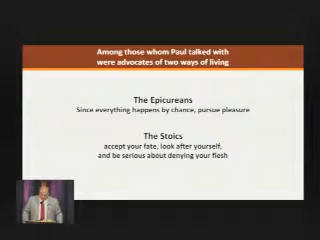 Among those whom Paul talked with
were advocates of two ways of living
The Epicureans
Since everything happens by chance, pursue pleasure
The Stoics
accept your fate, look after yourself,
and be serious about denying your flesh